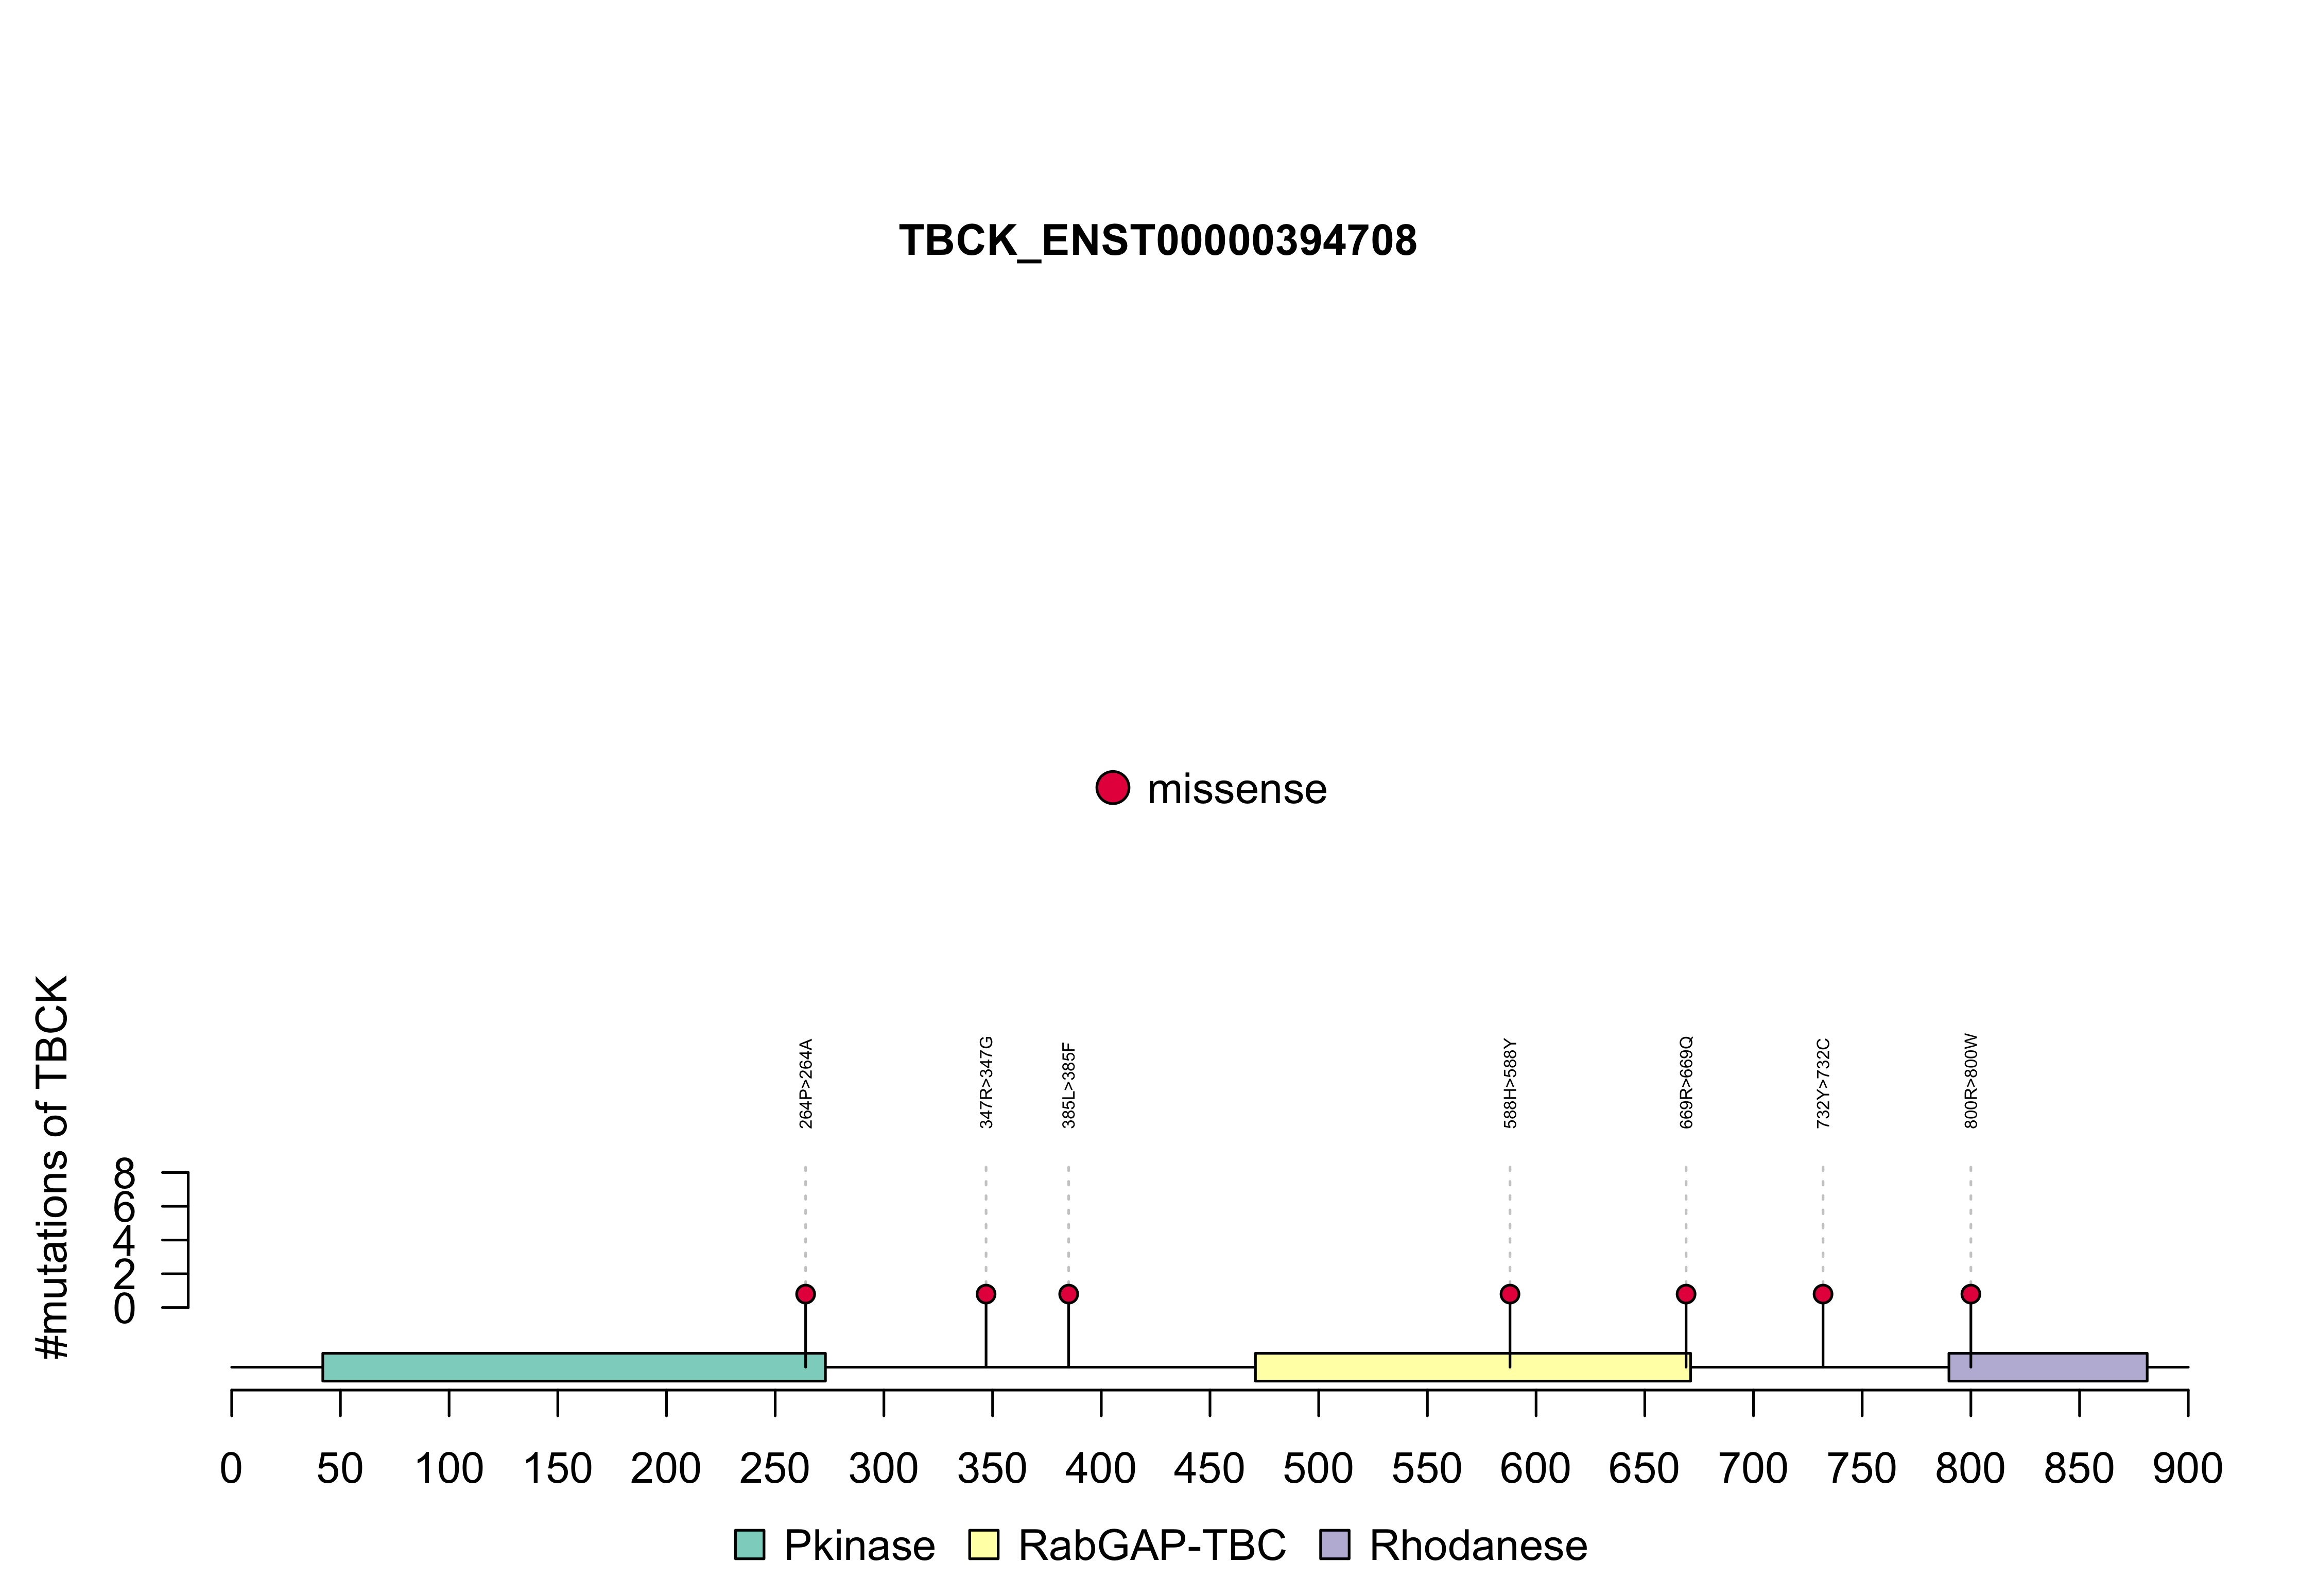 TBCK_ENST00000394708
missense
#mutations of TBCK
264P>264A
347R>347G
385L>385F
588H>588Y
669R>669Q
732Y>732C
800R>800W
8
6
4
2
0
0 50 100 150 200 250 300 350 400 450 500 550 600 650 700 750 800 850 900
Pkinase RabGAP-TBC Rhodanese